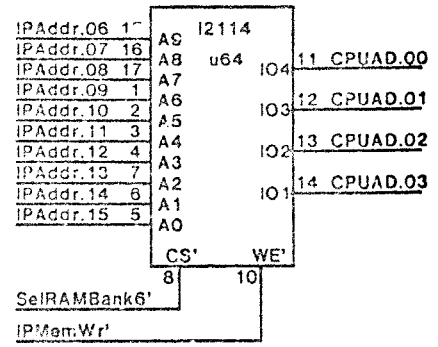 IPAddr.06 A9 I2114
IPAddr.07 16 A8 u64
IPAddr.08 17 A7 IO4 11 CPUAD.00
IPAddr.09 1 A6
IPAddr.10 2 A5 IO3 12 CPUAD.01
IPAddr.11 3 A4
IPAddr.12 4 A3 IO2 13 CPUAD.02
IPAddr.13 7 A2
IPAddr.14 6 A1 IO1 14 CPUAD.03
IPAddr.15 5 A0
CS' WE'
8 10
SelRAMBank6'
IPMemWr'